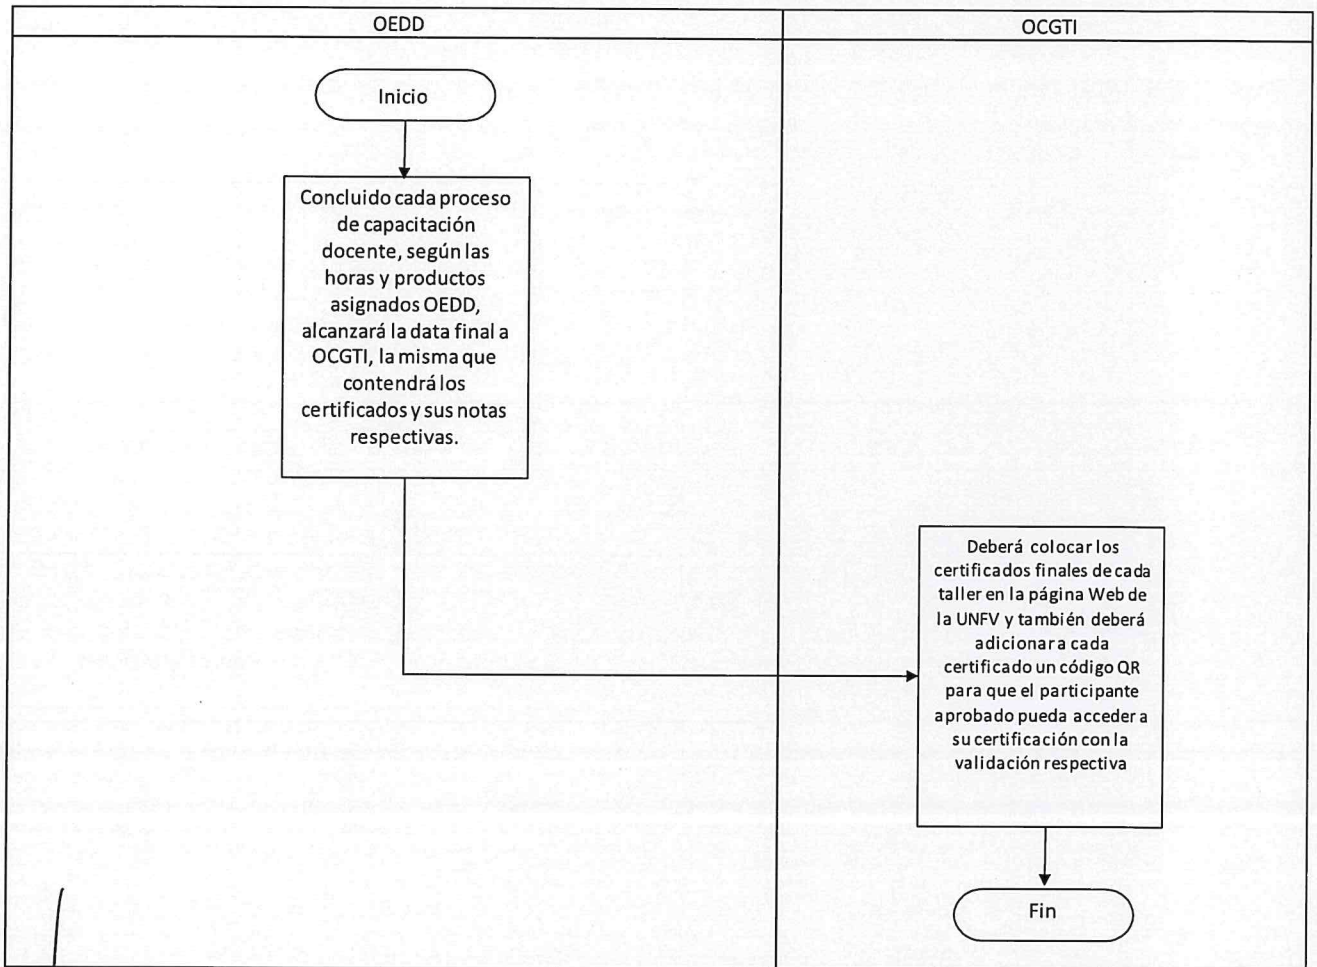 OEDD
OCGTI
Inicio
Concluido cada proceso
de capacitación
docente, según las
horas y productos
asignados OEDD,
alcanzará la data final a
OCGTI, la misma que
contendrá los
certificados y sus notas
respectivas.
Deberá colocar los
certificados finales de cada
taller en la página Web de
la UNFV y también deberá
adicionar a cada
certificado un código QR
para que el participante
aprobado pueda acceder a
su certificación con la
validación respectiva
Fin